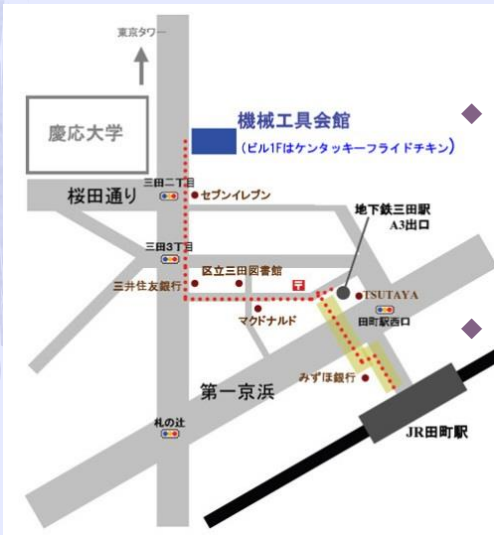 東京タワー
慶応大学
機械工具会館
(ビル1Fはケンタッキーフライドチキン)
桜田通り
三田二丁目
セブンイレブン
地下鉄三田駅
A3出口
三田3丁目
区立三田図書館
三井住友銀行
〒
TSUTAYA
マクドナルド
田町駅西口
みずほ銀行
第一京浜
札の辻
JR田町駅